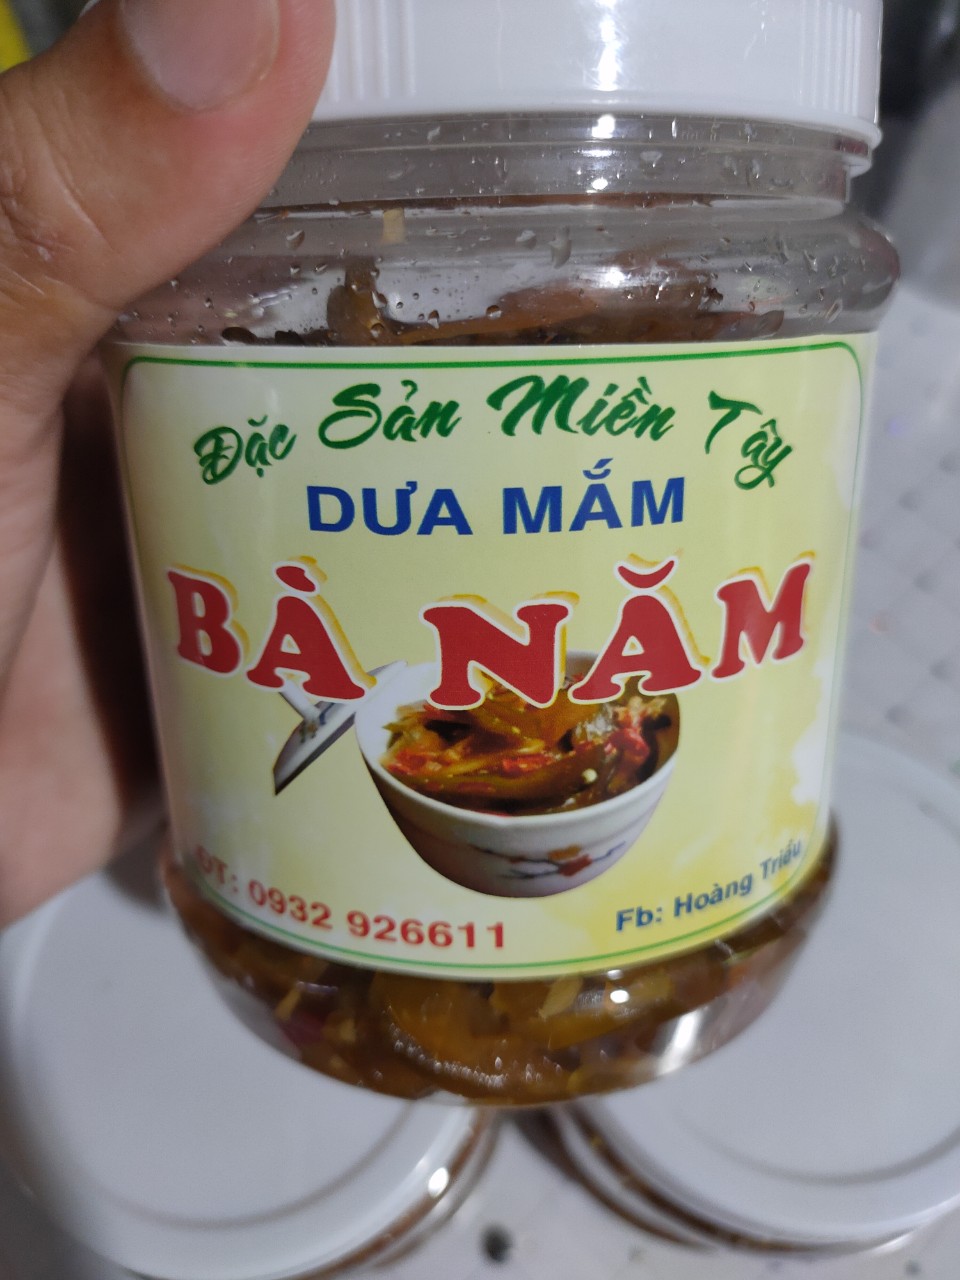 Đặc Sản Miền Tây
DƯA MẮM
BÀ NĂM
ĐT: 0932 926611
Fb: Hoàng Triều